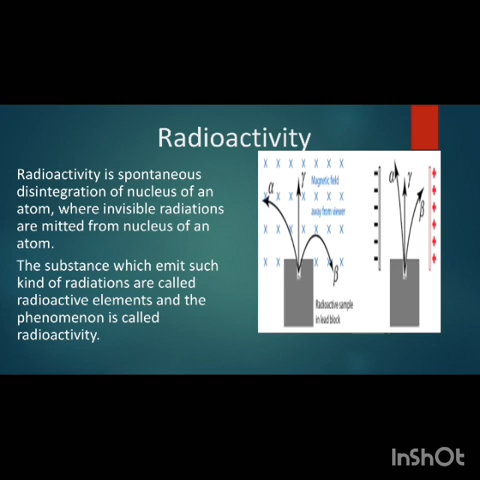 Radioactivity
Radioactivity is spontaneous
disintegration of nucleus of an
atom, where invisible radiations
are mitted from nucleus of an
atom.
The substance which emit such
kind of radiations are called
radioactive elements and the
phenomenon is called
radioactivity.
x x x x x x x
α γ Magnetic field
x x x x x x x
away from viewer
x x x x x x x
x x x x x x x
β
Radioactive sample
in lead block
α γ β
InShOt